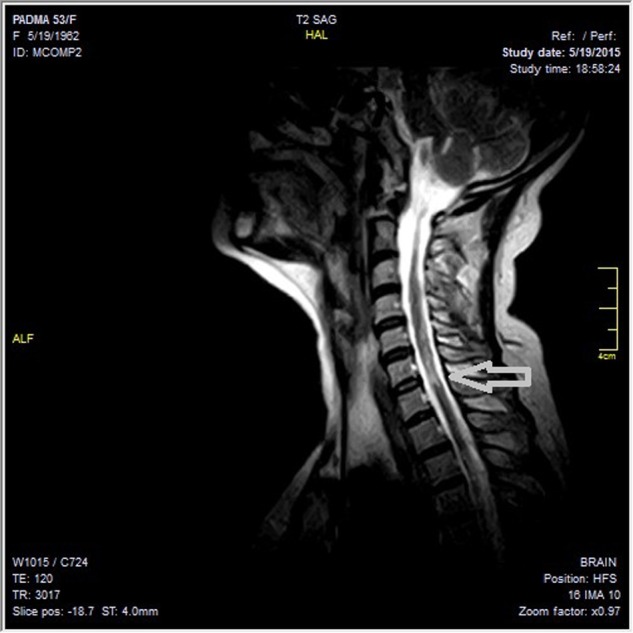 PADMA 53/F
F 5/19/1962
ID: MCOMP2
T2 SAG
HAL
Ref: / Perf:
Study date: 5/19/2015
Study time: 18:58:24
ALF
4cm
W1015 / C724
TE: 120
TR: 3017
Slice pos: -18.7 ST: 4.0mm
BRAIN
Position: HFS
16 IMA 10
Zoom factor: x0.97